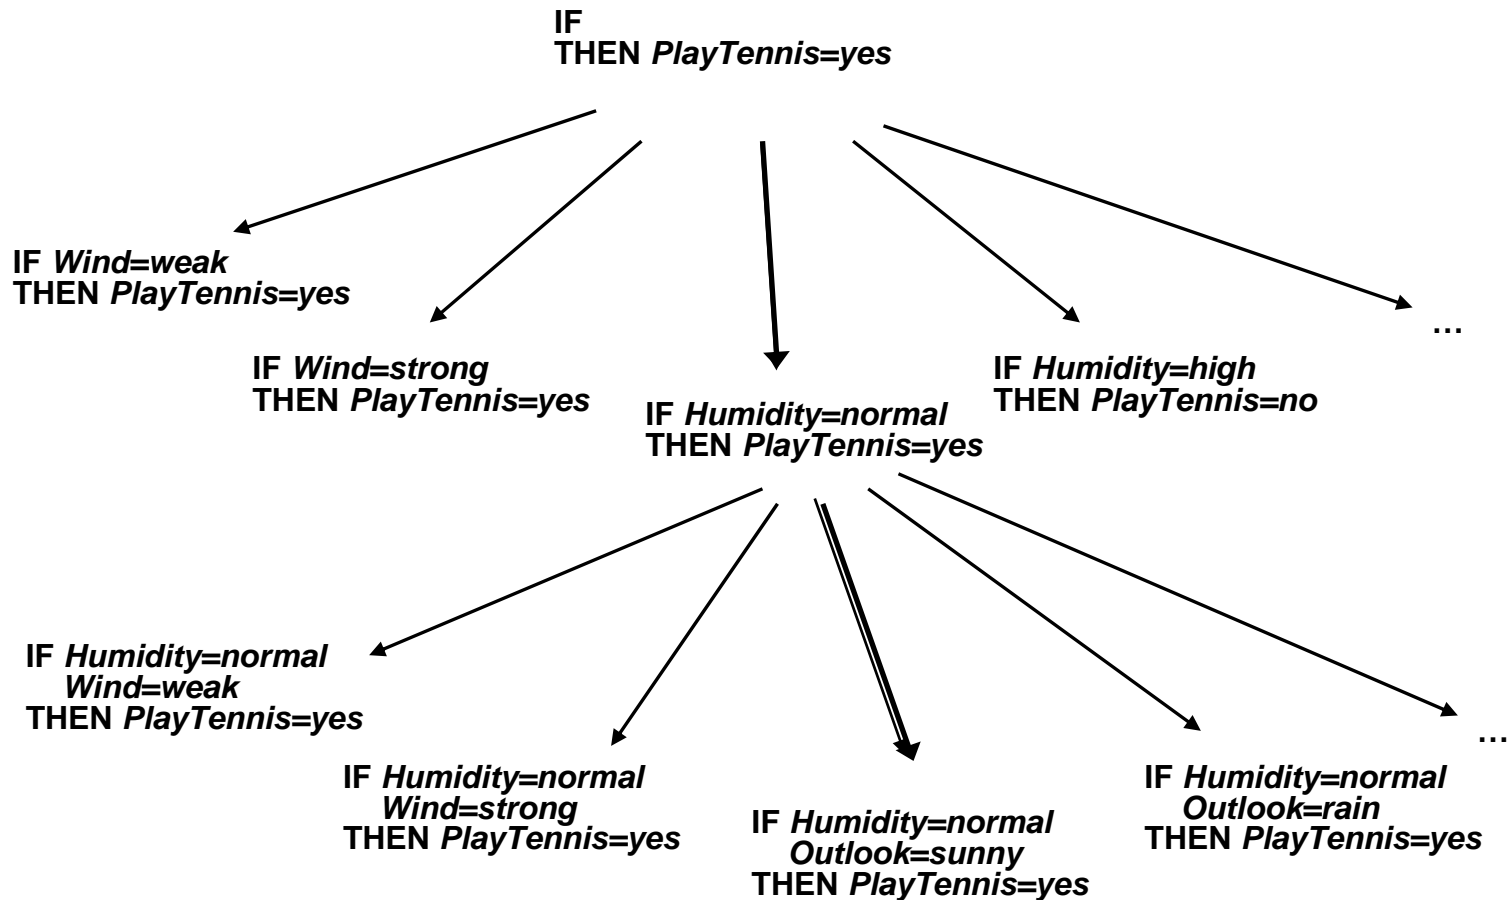 IF
THEN PlayTennis=yes
IF Wind=weak
THEN PlayTennis=yes
IF Wind=strong
THEN PlayTennis=yes
IF Humidity=normal
THEN PlayTennis=yes
IF Humidity=high
THEN PlayTennis=no
...
IF Humidity=normal
Wind=weak
THEN PlayTennis=yes
IF Humidity=normal
Wind=strong
THEN PlayTennis=yes
IF Humidity=normal
Outlook=sunny
THEN PlayTennis=yes
IF Humidity=normal
Outlook=rain
THEN PlayTennis=yes
...